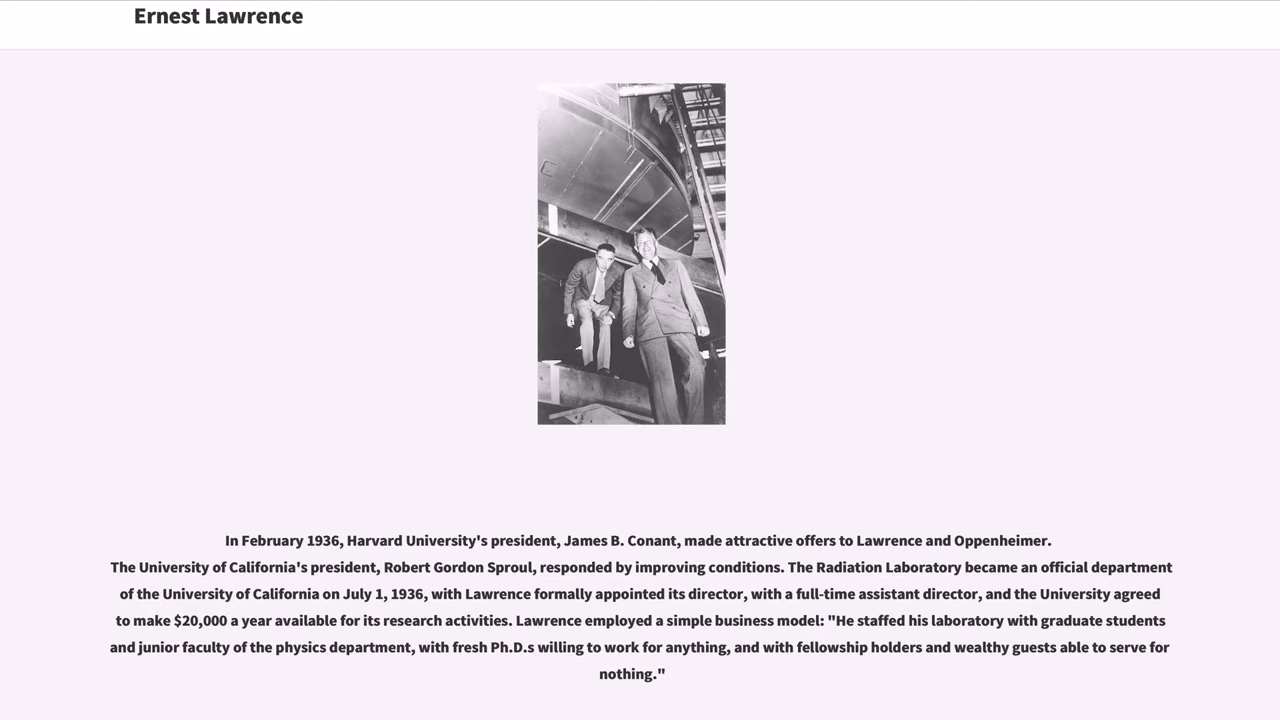 Ernest Lawrence
In February 1936, Harvard University's president, James B. Conant, made attractive offers to Lawrence and Oppenheimer.
The University of California's president, Robert Gordon Sproul, responded by improving conditions. The Radiation Laboratory became an official department
of the University of California on July 1, 1936, with Lawrence formally appointed its director, with a full-time assistant director, and the University agreed
to make $20,000 a year available for its research activities. Lawrence employed a simple business model: "He staffed his laboratory with graduate students
and junior faculty of the physics department, with fresh Ph.D.s willing to work for anything, and with fellowship holders and wealthy guests able to serve for
nothing."